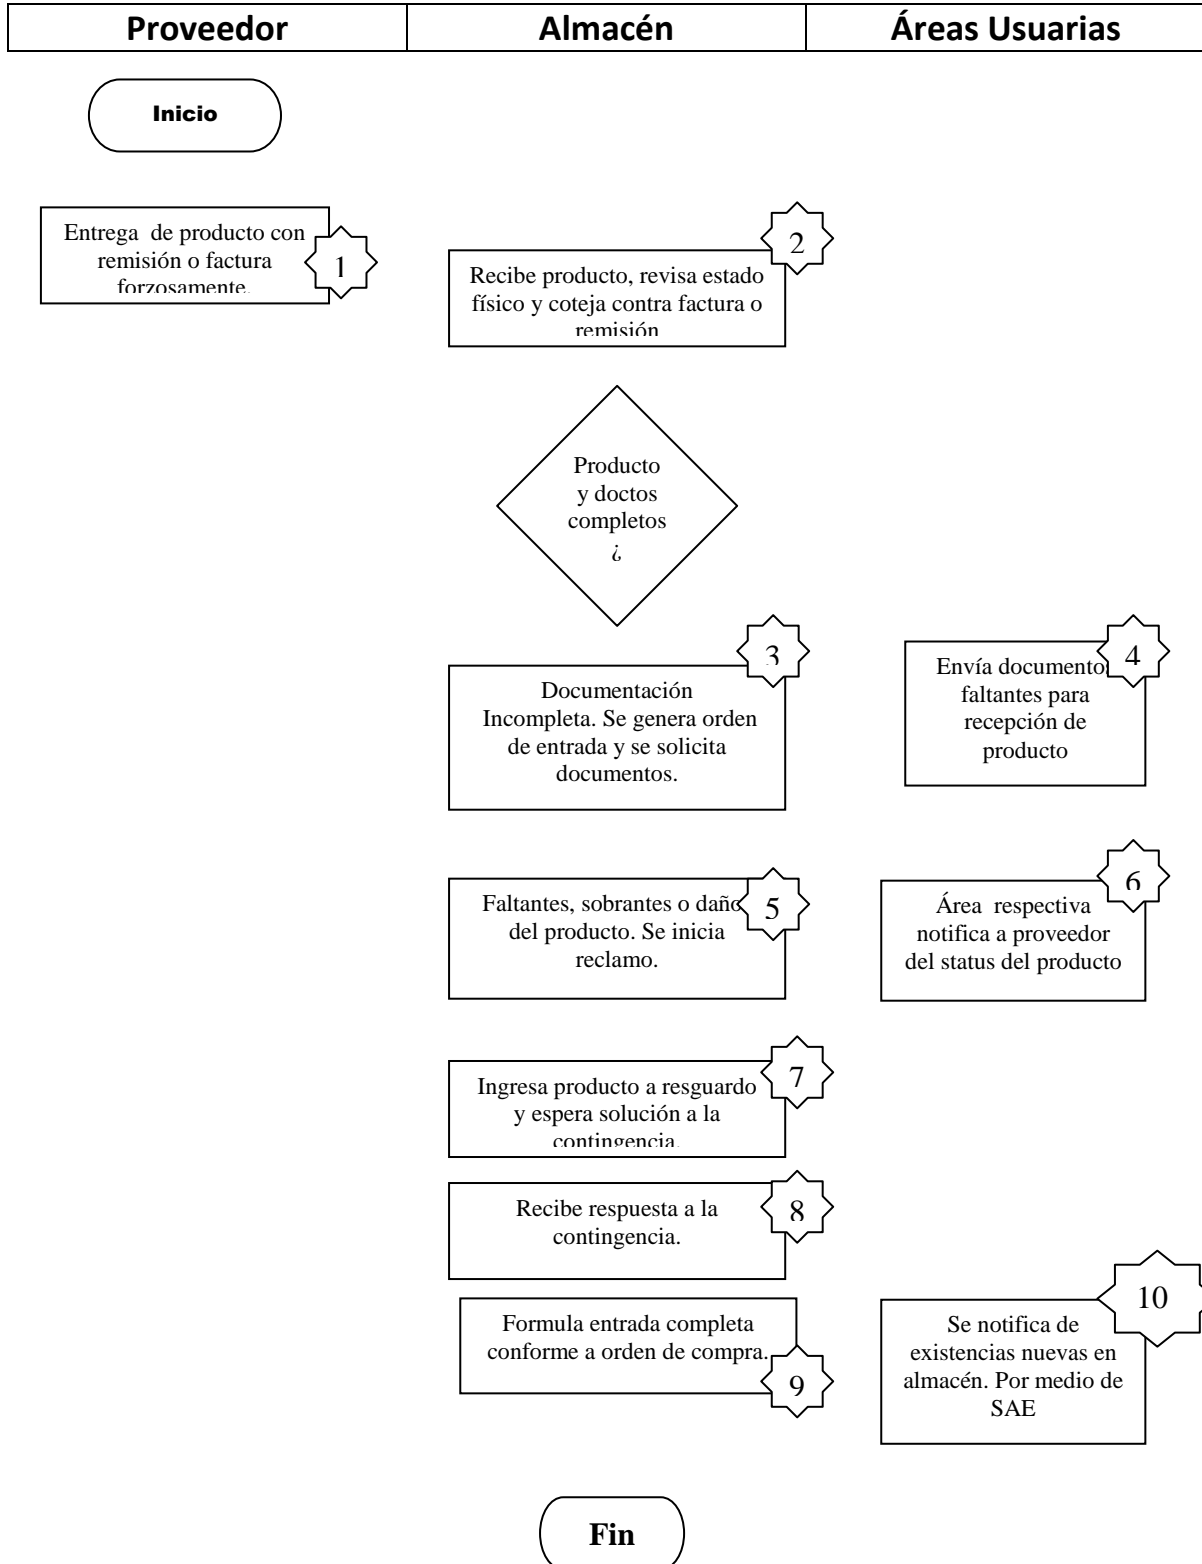 Proveedor
Almacén
Áreas Usuarias
Inicio
Entrega de producto con
remisión o factura
forzosamente.
1
2
Recibe producto, revisa estado
físico y coteja contra factura o
remisión
Producto
y doctos
completos
¿
3
Documentación
Incompleta. Se genera orden
de entrada y se solicita
documentos.
4
Envía documento
faltantes para
recepción de
producto
5
Faltantes, sobrantes o daño
del producto. Se inicia
reclamo.
6
Área respectiva
notifica a proveedor
del status del producto
7
Ingresa producto a resguardo
y espera solución a la
contingencia.
8
Recibe respuesta a la
contingencia.
Formula entrada completa
conforme a orden de compra.
9
10
Se notifica de
existencias nuevas en
almacén. Por medio de
SAE
Fin